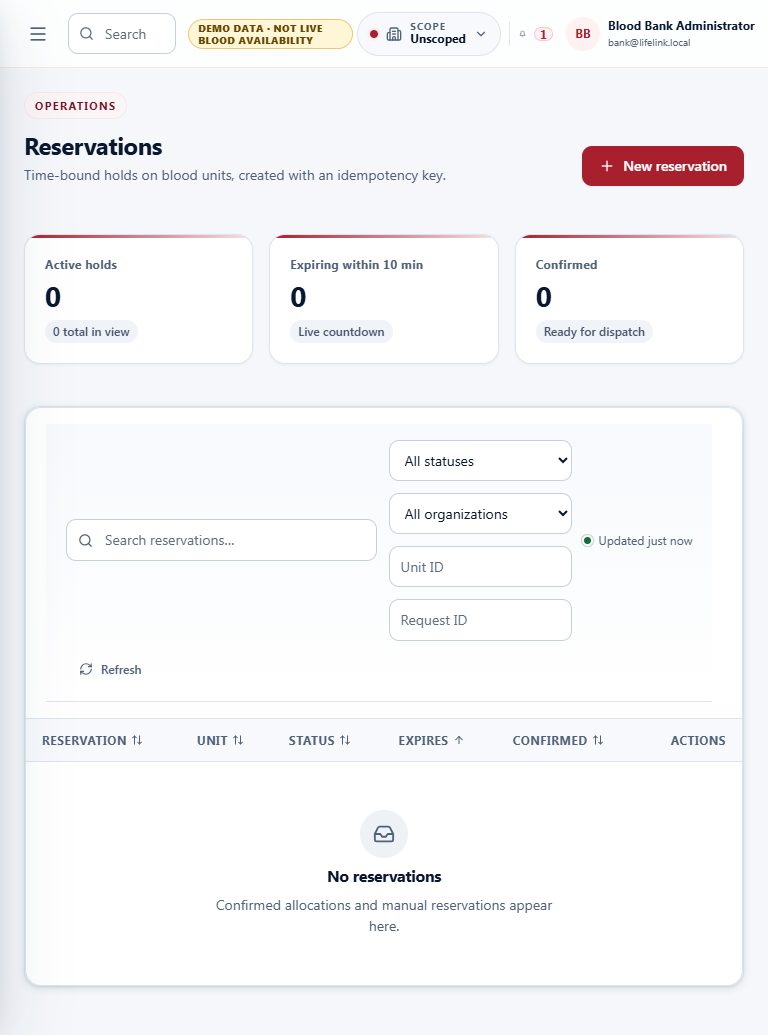 Search
DEMO DATA · NOT LIVE
BLOOD AVAILABILITY
SCOPE
Unscoped
1
BB
Blood Bank Administrator
bank@lifelink.local
OPERATIONS
Reservations
Time-bound holds on blood units, created with an idempotency key.
New reservation
Active holds
0
0 total in view
Expiring within 10 min
0
Live countdown
Confirmed
0
Ready for dispatch
All statuses
All organizations
Search reservations...
Updated just now
Unit ID
Request ID
Refresh
RESERVATION UNIT STATUS EXPIRES CONFIRMED ACTIONS
No reservations
Confirmed allocations and manual reservations appear
here.